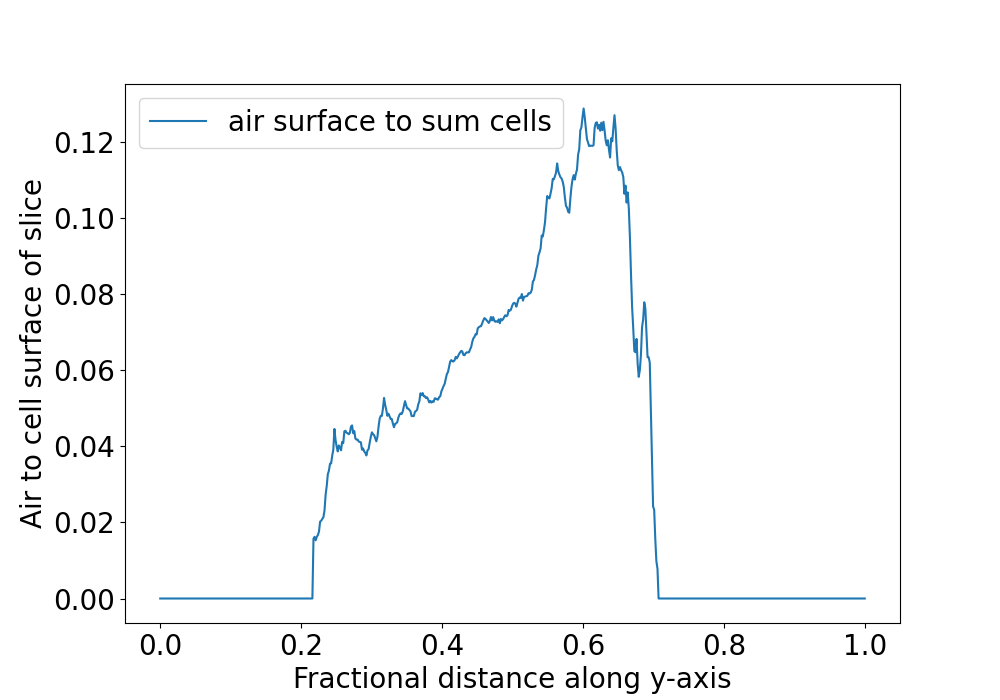 air surface to sum cells
Air to cell surface of slice
0.12
0.10
0.08
0.06
0.04
0.02
0.00
0.0 0.2 0.4 0.6 0.8 1.0
Fractional distance along y-axis